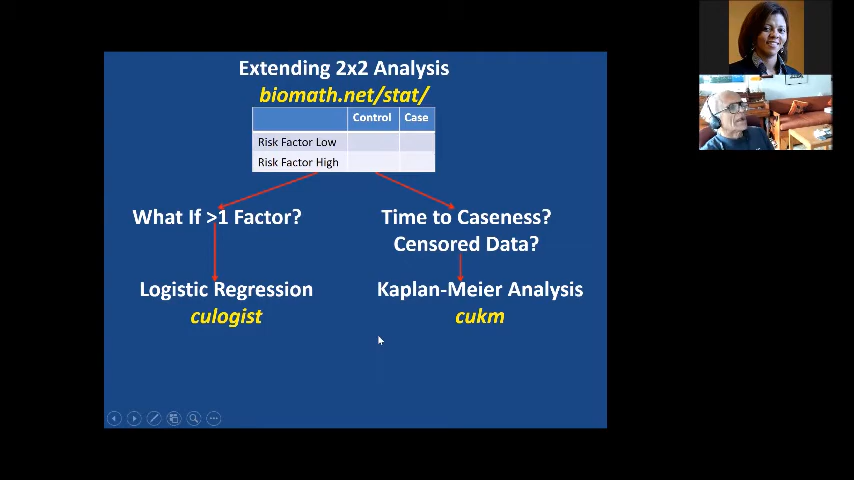 Extending 2x2 Analysis
biomath.net/stat/
Control Case
Risk Factor Low
Risk Factor High
What If >1 Factor?
Time to Caseness?
Censored Data?
Logistic Regression
culogist
Kaplan-Meier Analysis
cukm